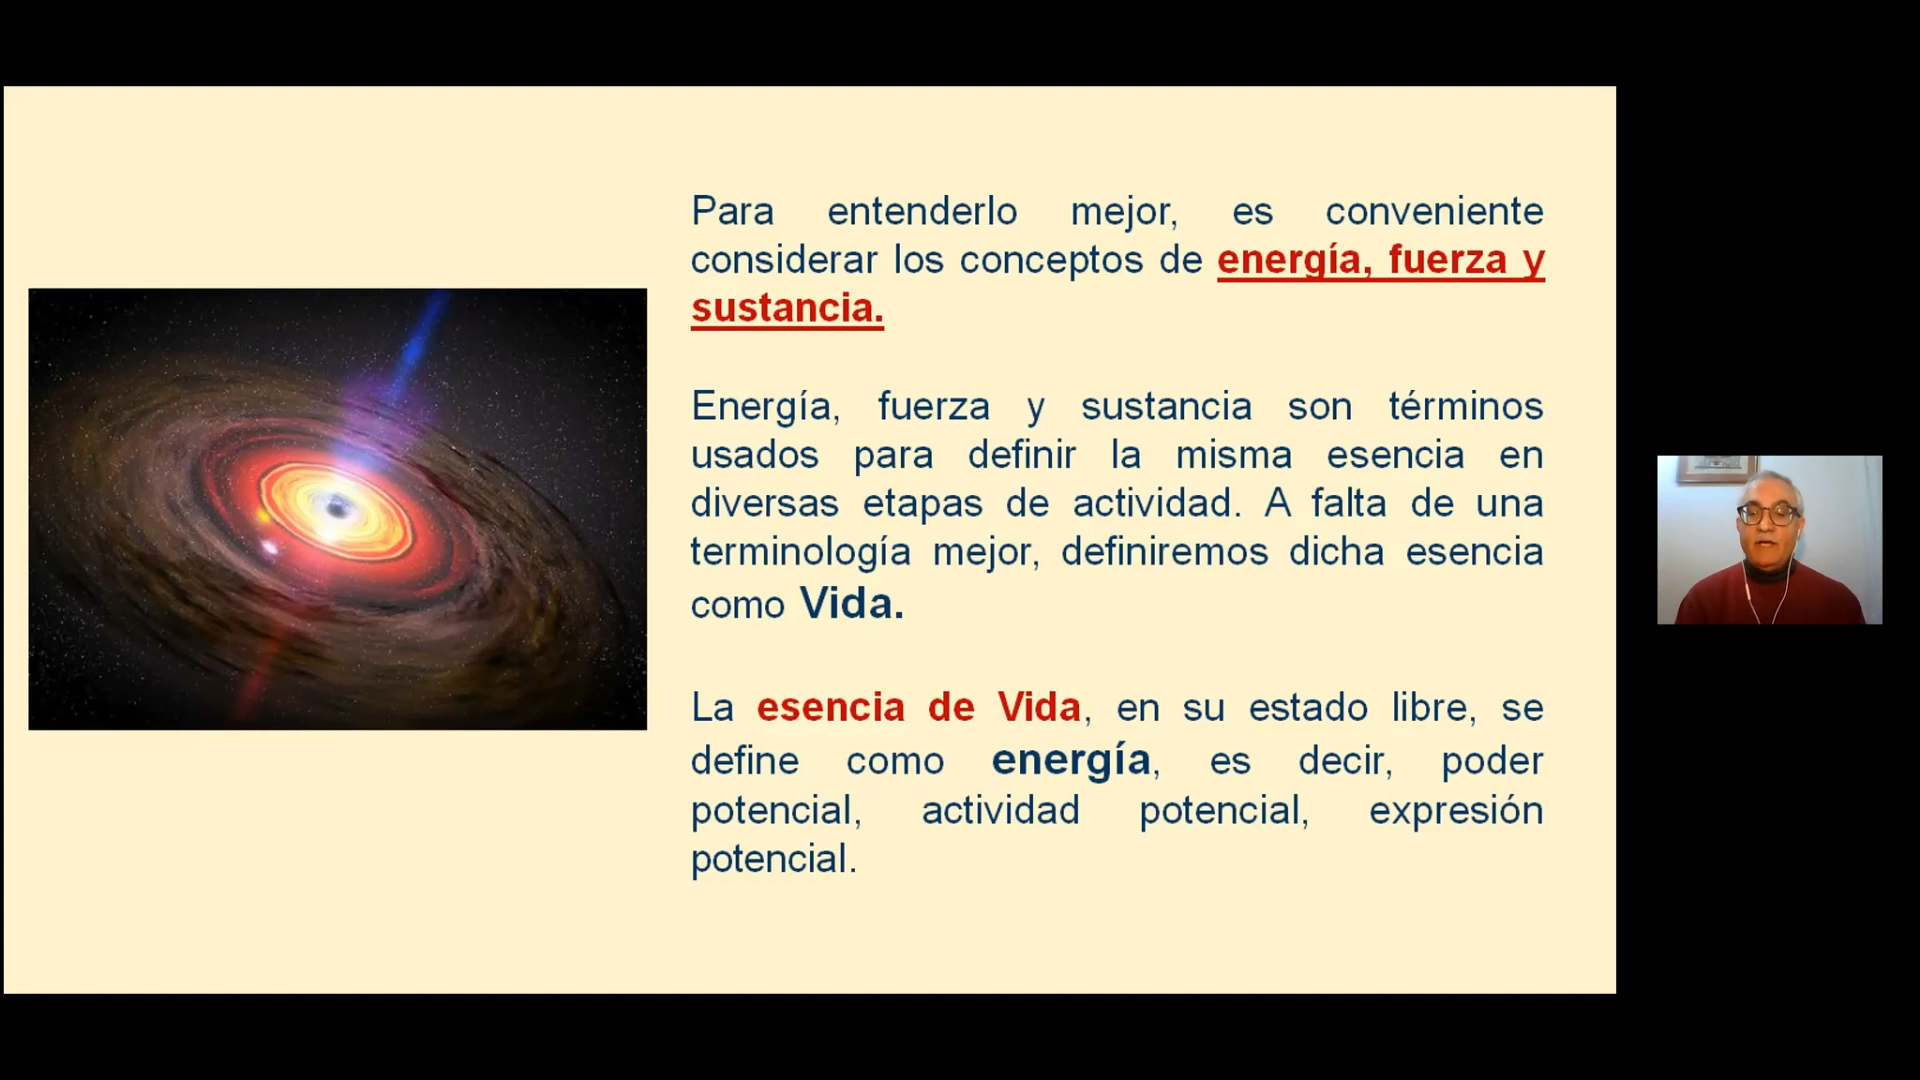 Para entenderlo mejor, es conveniente
considerar los conceptos de energía, fuerza y
sustancia.
Energía, fuerza y sustancia son términos
usados para definir la misma esencia en
diversas etapas de actividad. A falta de una
terminología mejor, definiremos dicha esencia
como Vida.
La esencia de Vida, en su estado libre, se
define como energía, es decir, poder
potencial, actividad potencial, expresión
potencial.